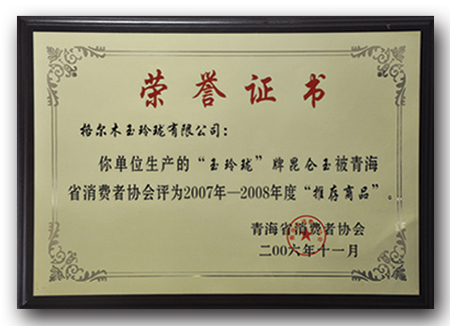 荣誉证书
格尔木玉玲珑有限公司：
你单位生产的“玉玲珑”牌昆仑玉被青海
省消费者协会评为2007年—2008年度“推存商品”。
青海省消费者协会
二00六年十一月